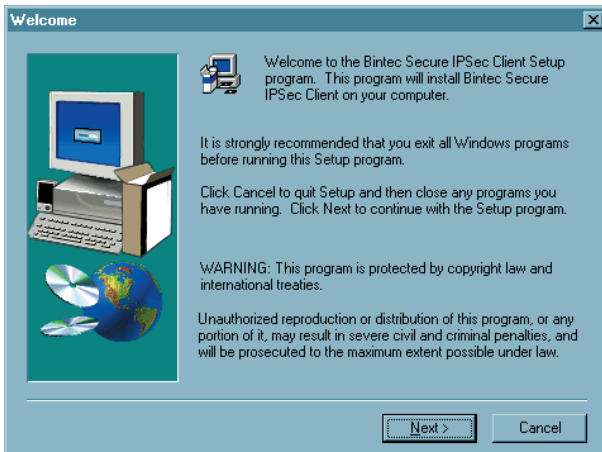 Welcome
Welcome to the Bintec Secure IPSec Client Setup
program. This program will install Bintec Secure
IPSec Client on your computer.
It is strongly recommended that you exit all Windows programs
before running this Setup program.
Click Cancel to quit Setup and then close any programs you
have running. Click Next to continue with the Setup program.
WARNING: This program is protected by copyright law and
international treaties.
Unauthorized reproduction or distribution of this program, or any
portion of it, may result in severe civil and criminal penalties, and
will be prosecuted to the maximum extent possible under law.
Next >
Cancel